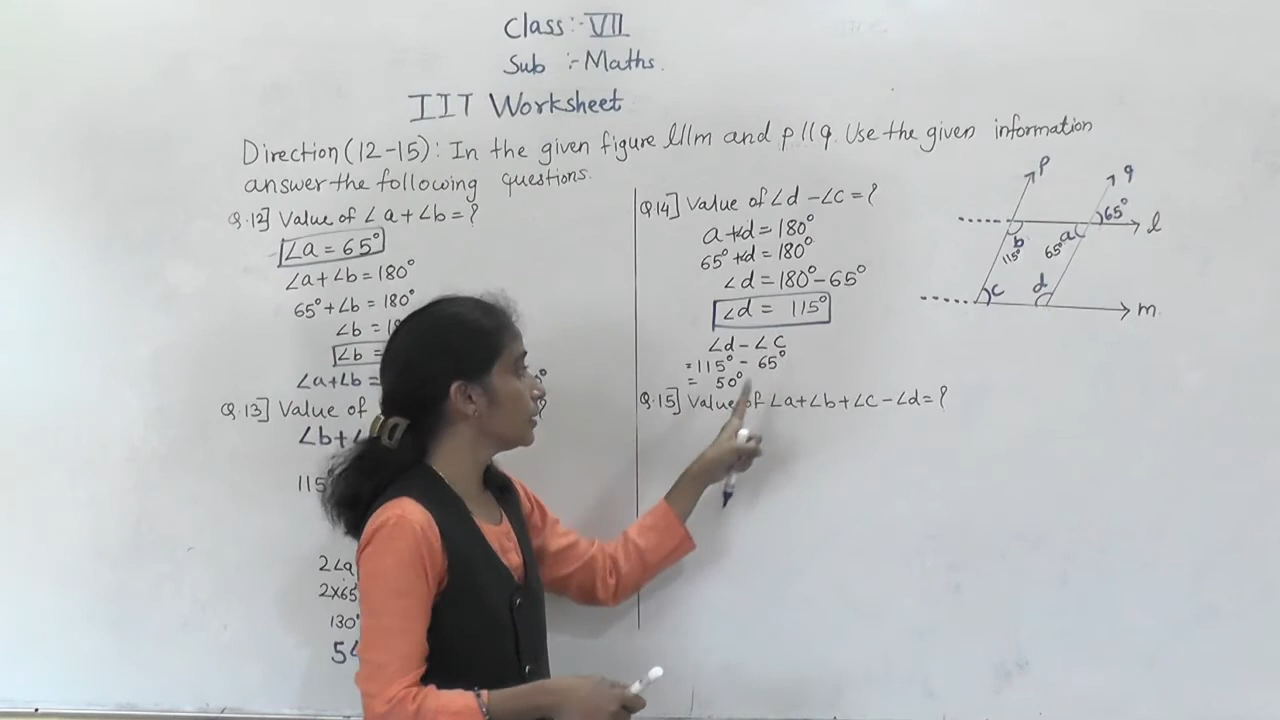 Class :- VII
Sub :- Maths.
IIT Worksheet
Direction (12-15): In the given figure l||m and p||q. Use the given information
answer the following questions.
Q.12] Value of ∠a+∠b = ?
∠a = 65°
∠a+∠b = 180°
65°+∠b = 180°
∠b =
∠b =
∠a+∠b =
Q.13] Value of
?
∠b+
115°
2∠a
2×65
130°
Q.14] Value of ∠d-∠c = ?
a+∠d = 180°
65°+∠d = 180°
∠d = 180°-65°
∠d = 115°
∠d-∠c
= 115° - 65°
= 50°
Q.15] Value of ∠a+∠b+∠c-∠d = ?
p
q
65°
l
a
b
65°
115°
c
d
m